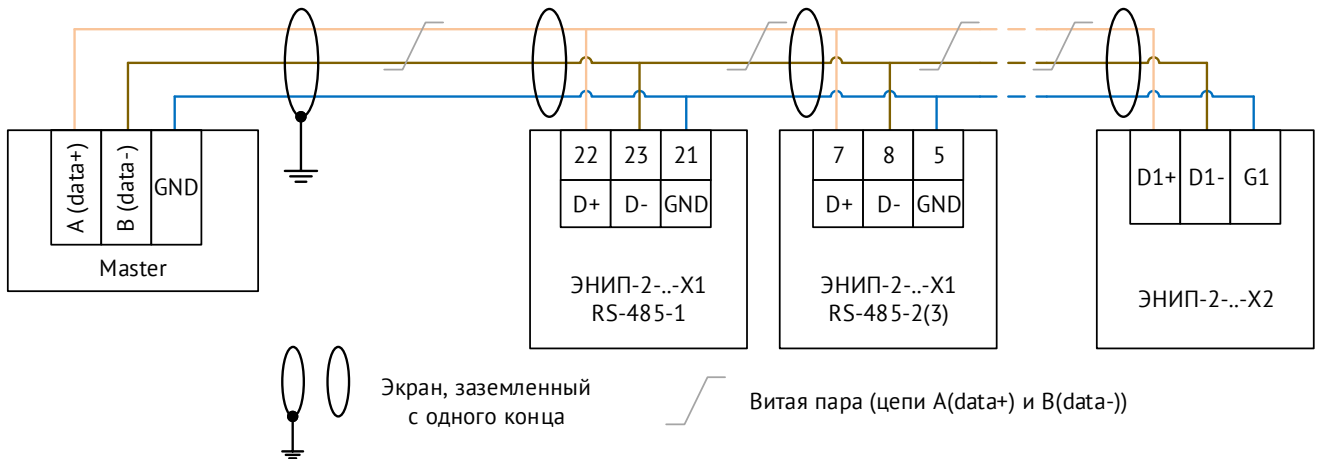 A (data+)
B (data-)
GND
Master
22 23 21
D+ D- GND
ЭНИП-2-..-X1
RS-485-1
7 8 5
D+ D- GND
ЭНИП-2-..-X1
RS-485-2(3)
D1+ D1- G1
ЭНИП-2-..-X2
Экран, заземленный
с одного конца
Витая пара (цепи A(data+) и B(data-))